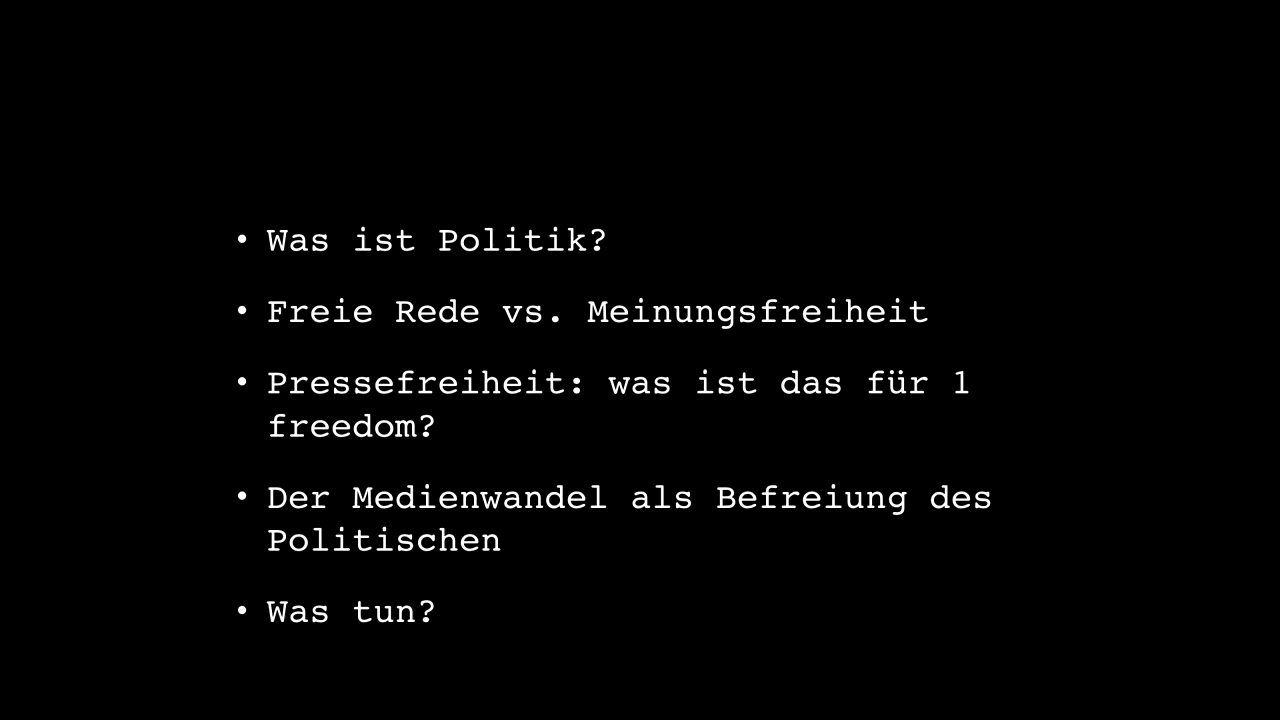 • Was ist Politik?
• Freie Rede vs. Meinungsfreiheit
• Pressefreiheit: was ist das für 1
freedom?
• Der Medienwandel als Befreiung des
Politischen
• Was tun?